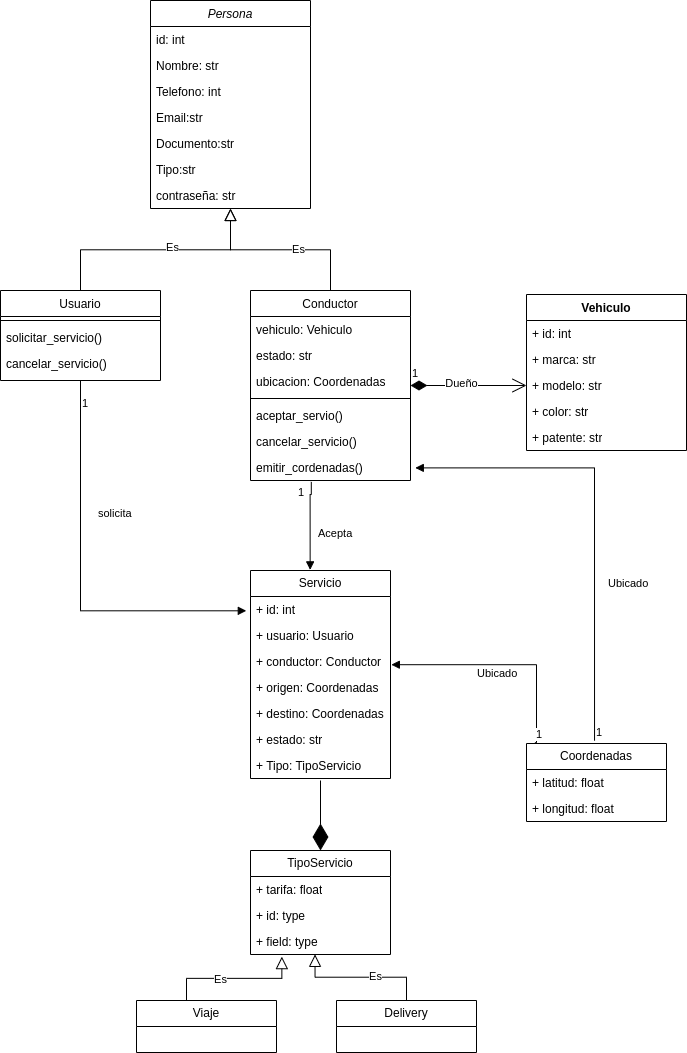 Persona
id: int
Nombre: str
Telefono: int
Email:str
Documento:str
Tipo:str
contraseña: str
Es
Es
Usuario
solicitar_servicio()
cancelar_servicio()
1
solicita
Conductor
vehiculo: Vehiculo
estado: str
ubicacion: Coordenadas
aceptar_servio()
cancelar_servicio()
emitir_cordenadas()
1
Dueño
Vehiculo
+ id: int
+ marca: str
+ modelo: str
+ color: str
+ patente: str
1
Acepta
Ubicado
Servicio
+ id: int
+ usuario: Usuario
+ conductor: Conductor
+ origen: Coordenadas
+ destino: Coordenadas
+ estado: str
+ Tipo: TipoServicio
Ubicado
1
1
Coordenadas
+ latitud: float
+ longitud: float
TipoServicio
+ tarifa: float
+ id: type
+ field: type
Es
Es
Viaje
Delivery